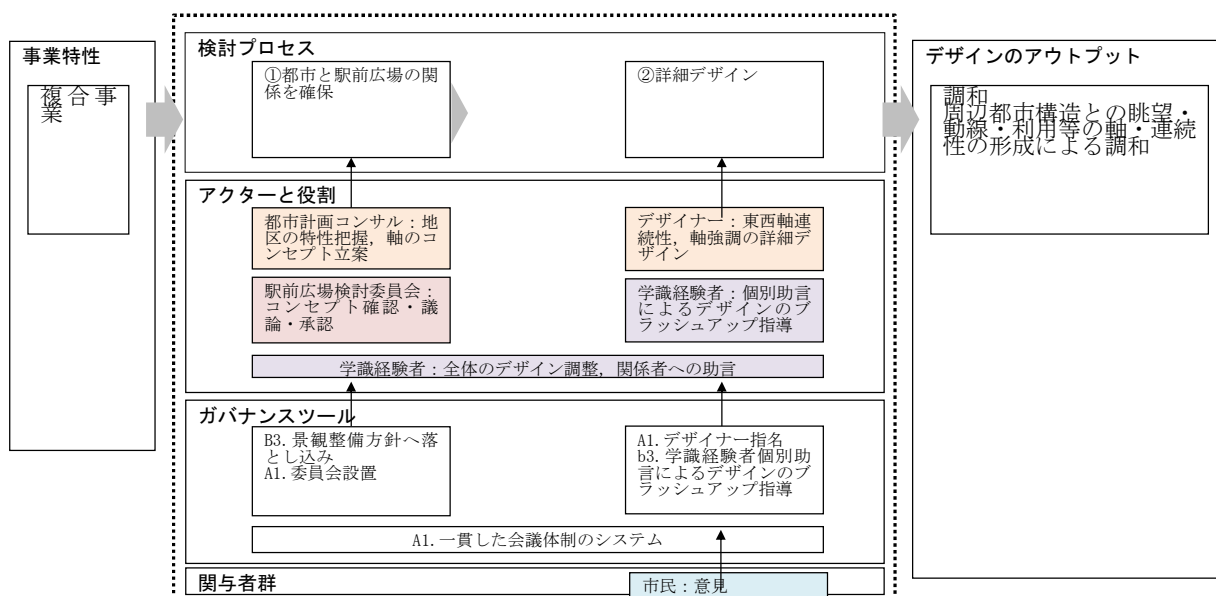 事業特性
複合事
業
検討プロセス
①都市と駅前広場の関
係を確保
②詳細デザイン
アクターと役割
都市計画コンサル：地
区の特性把握，軸のコ
ンセプト立案
デザイナー：東西軸連
続性，軸強調の詳細デ
ザイン
駅前広場検討委員会：
コンセプト確認・議
論・承認
学識経験者：個別助言
によるデザインのブ
ラッシュアップ指導
学識経験者：全体のデザイン調整，関係者への助言
ガバナンスツール
B3.景観整備方針へ落
とし込み
A1.委員会設置
A1.デザイナー指名
b3.学識経験者個別助
言によるデザインのブ
ラッシュアップ指導
A1.一貫した会議体制のシステム
関与者群
市民：意見
デザインのアウトプット
調和
周辺都市構造との眺望・
動線・利用等の軸・連続
性の形成による調和